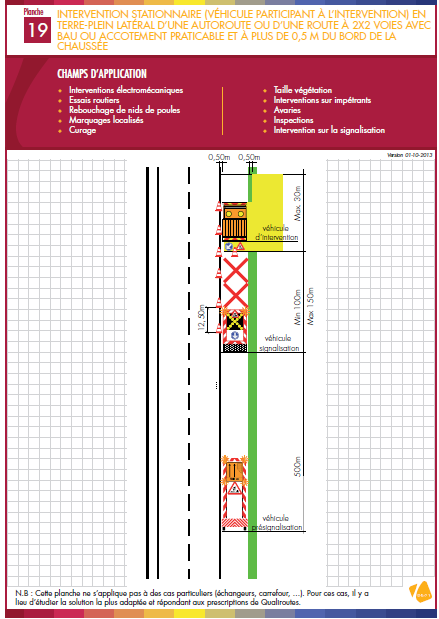 Planche
19
INTERVENTION STATIONNAIRE (VÉHICULE PARTICIPANT À L'INTERVENTION) EN
TERRE-PLEIN LATÉRAL D'UNE AUTOROUTE OU D'UNE ROUTE À 2X2 VOIES AVEC
BAU OU ACCOTEMENT PRATICABLE ET À PLUS DE 0,5 M DU BORD DE LA
CHAUSSÉE
CHAMPS D'APPLICATION
Interventions électromécaniques
Essais routiers
Rebouchage de nids de poules
Marquages localisés
Curage
Taille végétation
Interventions sur impétrants
Avaries
Inspections
Intervention sur la signalisation
Version 01-10-2013
0,50m 0,50m
Max. 30m
véhicule
d'intervention
12,50m
Min 100m
Max 150m
véhicule
signalisation
500m
véhicule
présignalisation
N.B : Cette planche ne s'applique pas à des cas particuliers (échangeurs, carrefour, ...). Pour ces cas, il y a
lieu d'étudier la solution la plus adaptée et répondant aux prescriptions de Qualiroutes.